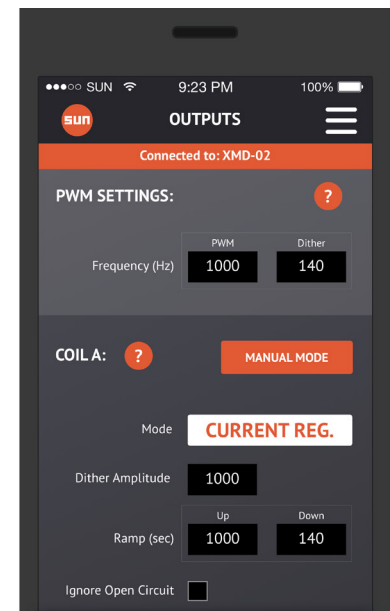 SUN 9:23 PM 100%
sun OUTPUTS
Connected to: XMD-02
PWM SETTINGS: ?
PWM Dither
Frequency (Hz) 1000 140
COIL A: ? MANUAL MODE
Mode CURRENT REG.
Dither Amplitude 1000
Up Down
Ramp (sec) 1000 140
Ignore Open Circuit